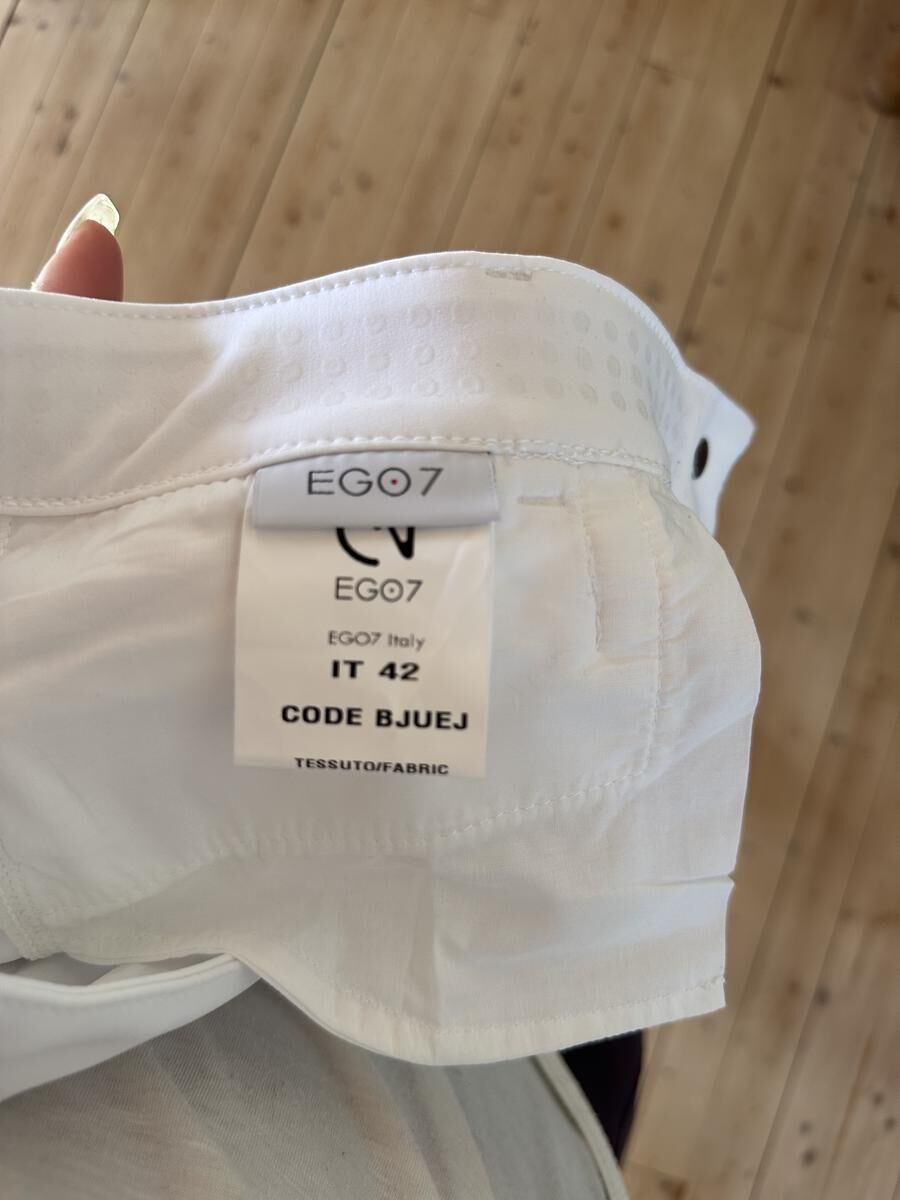 EGO7
EGO7
EGO7 Italy
IT 42
CODE BJUEJ
TESSUTO/FABRIC